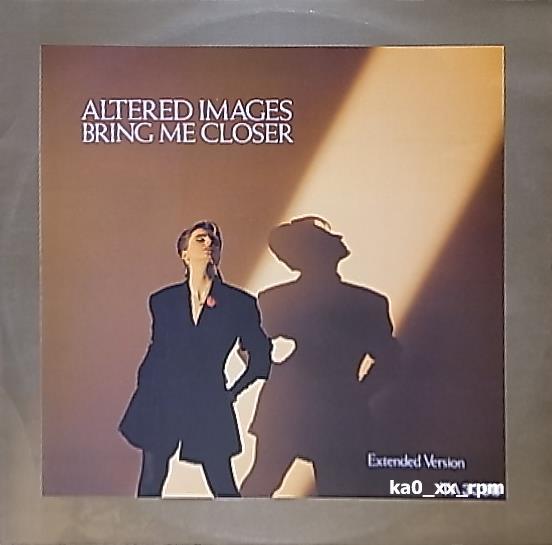 ALTERED IMAGES
BRING ME CLOSER
Extended Version
ka0_xx_rpm